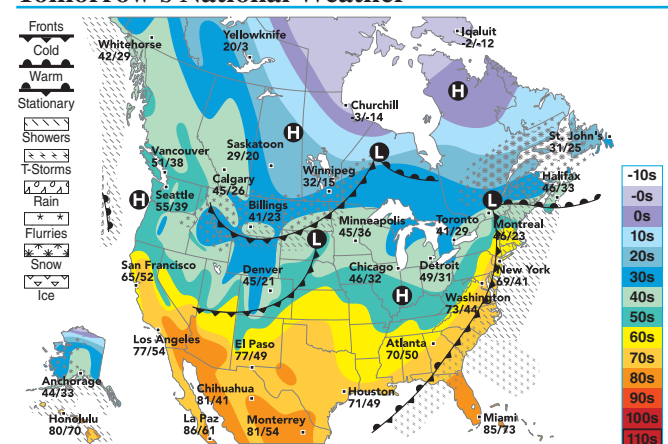 Tomorrow's National Weather
Fronts
Cold
Warm
Stationary
Showers
T-Storms
Rain
Flurries
Snow
Ice
Whitehorse
42/29
Yellowknife
20/3
Iqaluit
-2/-12
Churchill
-3/-14
H
H
L
St. John's
31/25
Vancouver
51/38
Saskatoon
29/20
Calgary
45/26
Winnipeg
32/15
Halifax
46/33
H
Seattle
55/39
Billings
41/23
Minneapolis
45/36
Toronto
41/29
L
Montreal
46/23
L
San Francisco
65/52
Denver
45/21
Chicago
46/32
Detroit
49/31
New York
69/41
H
Washington
73/44
Los Angeles
77/54
El Paso
77/49
Atlanta
70/50
Anchorage
44/33
Chihuahua
81/41
Houston
71/49
Honolulu
80/70
La Paz
86/61
Monterrey
81/54
Miami
85/73
-10s
-0s
0s
10s
20s
30s
40s
50s
60s
70s
80s
90s
100s
110s